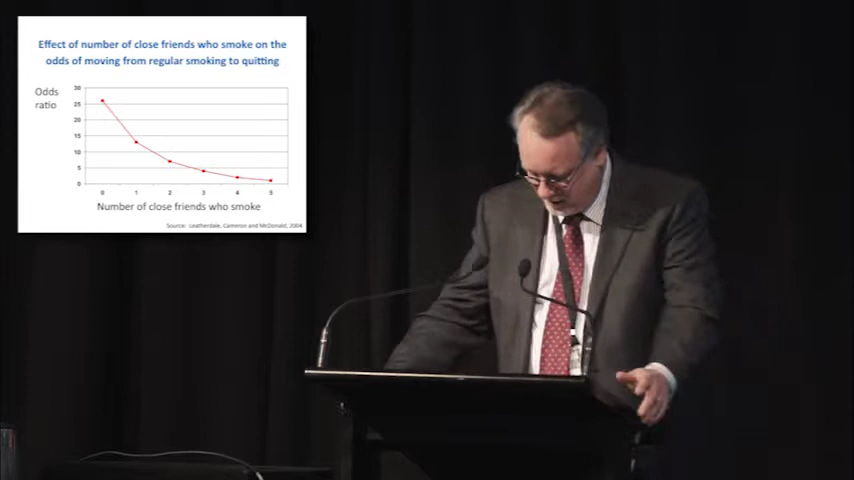 Effect of number of close friends who smoke on the
odds of moving from regular smoking to quitting
Odds
ratio
30
25
20
15
10
5
0
0 1 2 3 4 5
Number of close friends who smoke
Source: Leatherdale, Cameron and McDonald, 2004